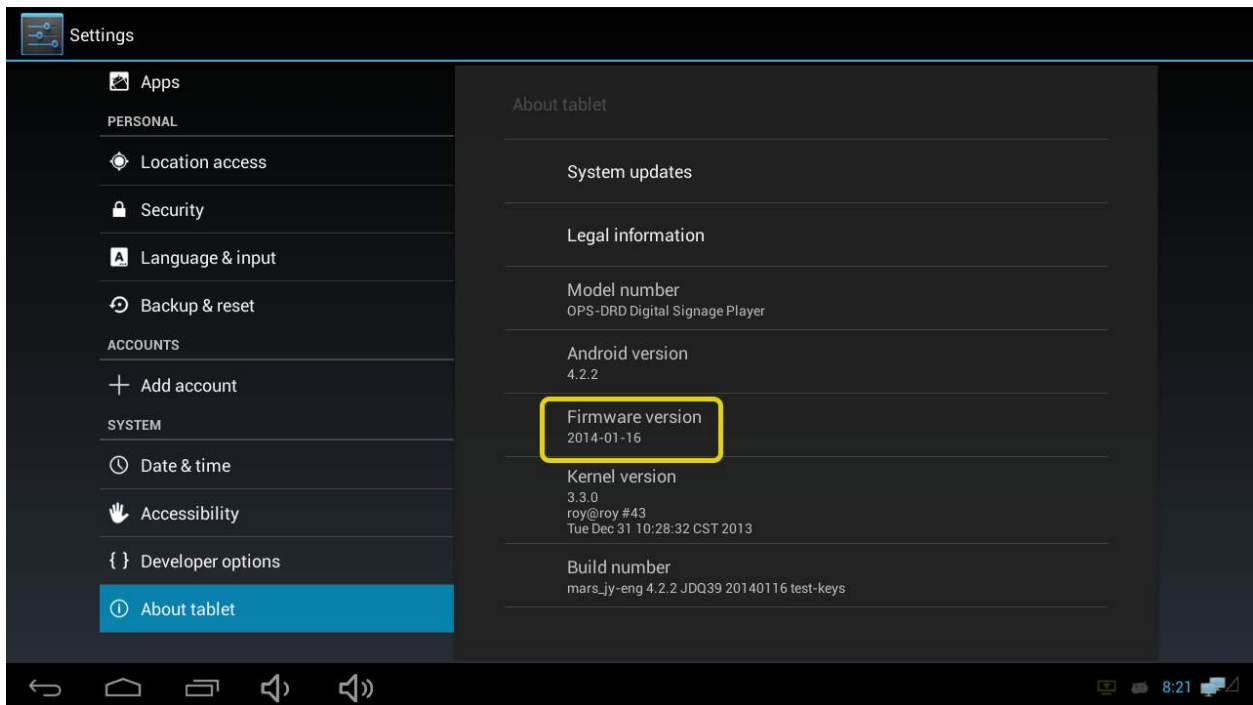 Settings
Apps
PERSONAL
Location access
Security
Language & input
Backup & reset
ACCOUNTS
Add account
SYSTEM
Date & time
Accessibility
{ } Developer options
About tablet
About tablet
System updates
Legal information
Model number
OPS-DRD Digital Signage Player
Android version
4.2.2
Firmware version
2014-01-16
Kernel version
3.3.0
roy@roy #43
Tue Dec 31 10:28:32 CST 2013
Build number
mars_jy-eng 4.2.2 JDQ39 20140116 test-keys
8:21